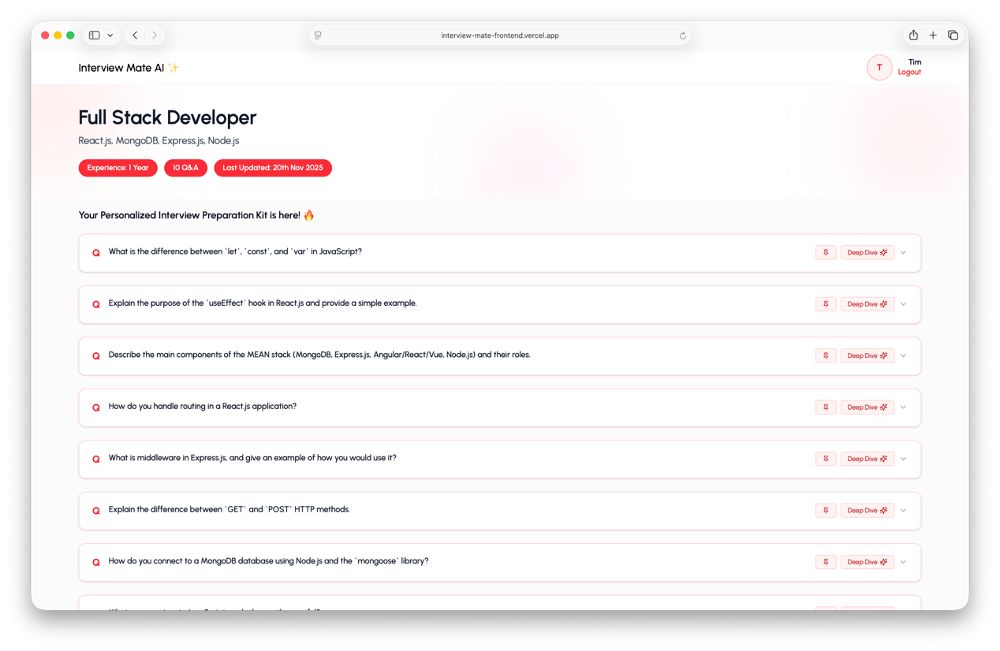 interview-mate-frontend.vercel.app
Interview Mate AI ✨
T
Tim
Logout
Full Stack Developer
React.js, MongoDB, Express.js, Node.js
Experience: 1 Year
10 Q&A
Last Updated: 20th Nov 2025
Your Personalized Interview Preparation Kit is here! 🔥
Q What is the difference between `let`, `const`, and `var` in JavaScript? Deep Dive
Q Explain the purpose of the `useEffect` hook in React.js and provide a simple example. Deep Dive
Q Describe the main components of the MEAN stack (MongoDB, Express.js, Angular/React/Vue, Node.js) and their roles. Deep Dive
Q How do you handle routing in a React.js application? Deep Dive
Q What is middleware in Express.js, and give an example of how you would use it? Deep Dive
Q Explain the difference between `GET` and `POST` HTTP methods. Deep Dive
Q How do you connect to a MongoDB database using Node.js and the `mongoose` library? Deep Dive